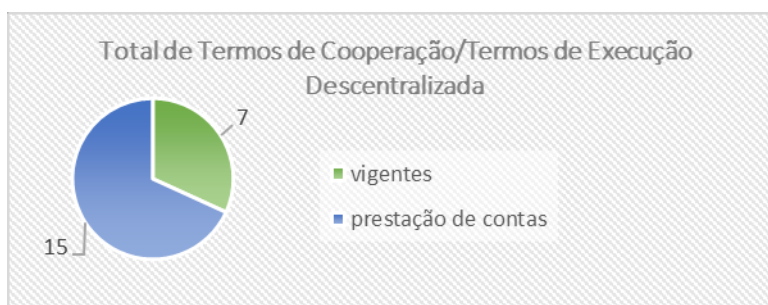 Total de Termos de Cooperação/Termos de Execução
Descentralizada
7
vigentes
prestação de contas
15